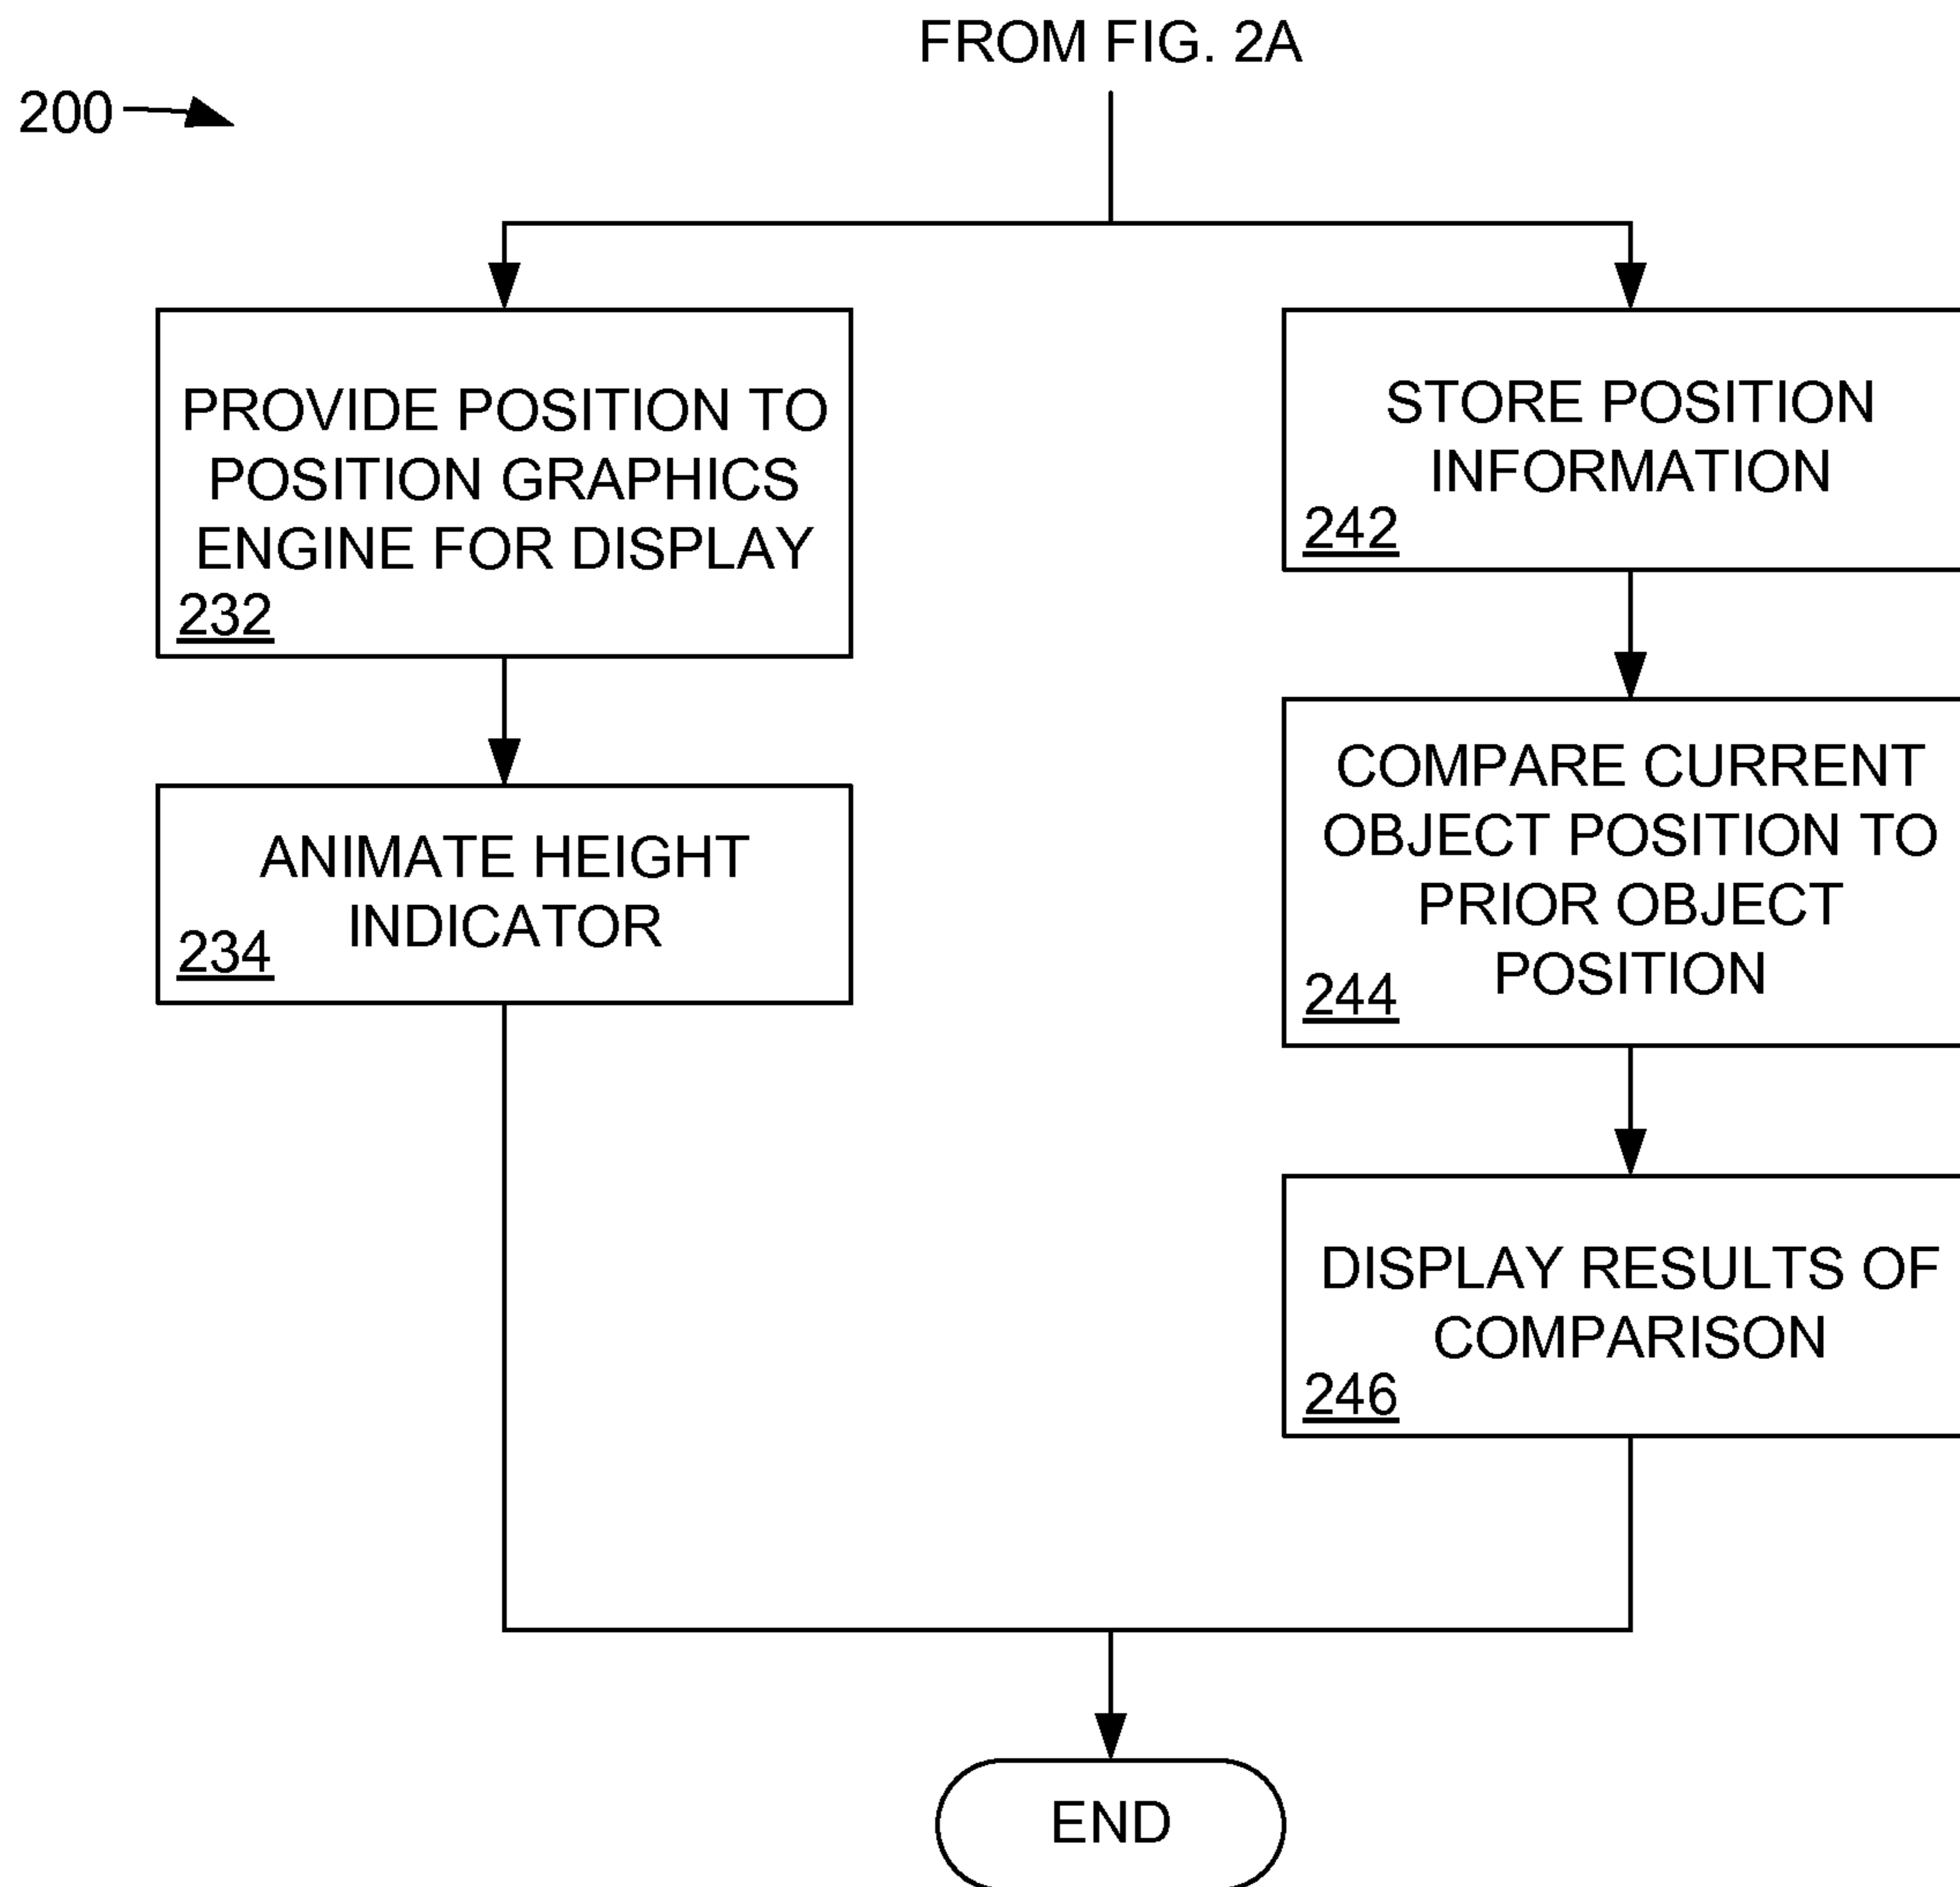 FROM FIG. 2A
200
PROVIDE POSITION TO
POSITION GRAPHICS
ENGINE FOR DISPLAY
232
ANIMATE HEIGHT
INDICATOR
234
STORE POSITION
INFORMATION
242
COMPARE CURRENT
OBJECT POSITION TO
PRIOR OBJECT
POSITION
244
DISPLAY RESULTS OF
COMPARISON
246
END